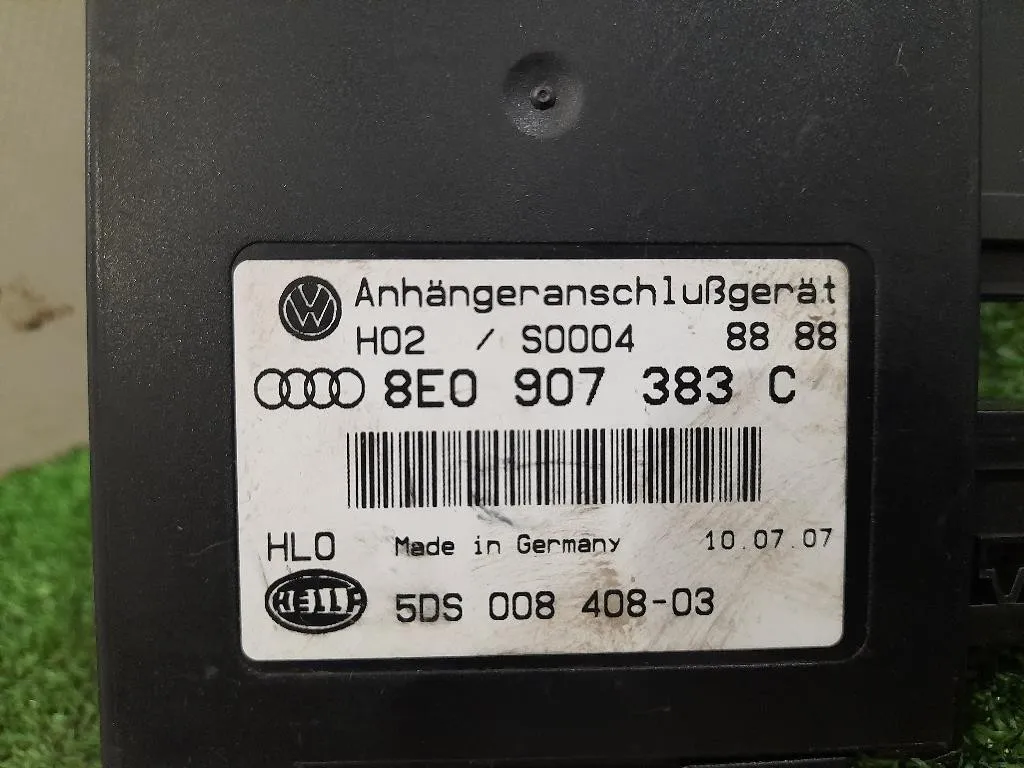 VW Anhängeranschlußgerät
H02 / S0004 88 88
8E0 907 383 C
HLO Made in Germany 10.07.07
HELLA 5DS 008 408-03